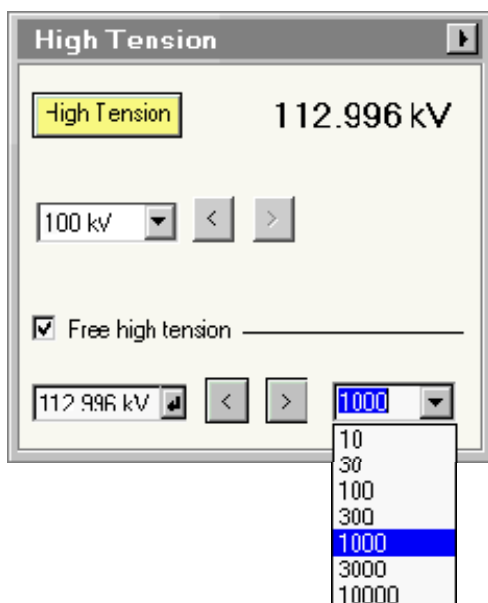 High Tension
High Tension 112.996 kV
100 kV < >
Free high tension
112.996 kV < > 1000
10
30
100
300
1000
3000
10000